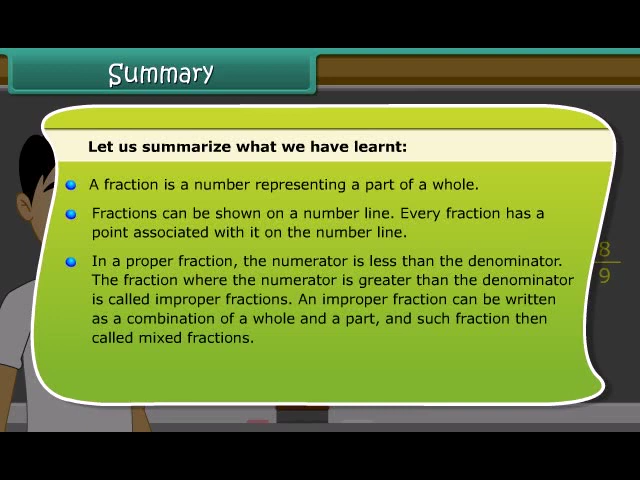 Summary
Let us summarize what we have learnt:
A fraction is a number representing a part of a whole.
Fractions can be shown on a number line. Every fraction has a
point associated with it on the number line.
In a proper fraction, the numerator is less than the denominator.
The fraction where the numerator is greater than the denominator
is called improper fractions. An improper fraction can be written
as a combination of a whole and a part, and such fraction then
called mixed fractions.
8
9